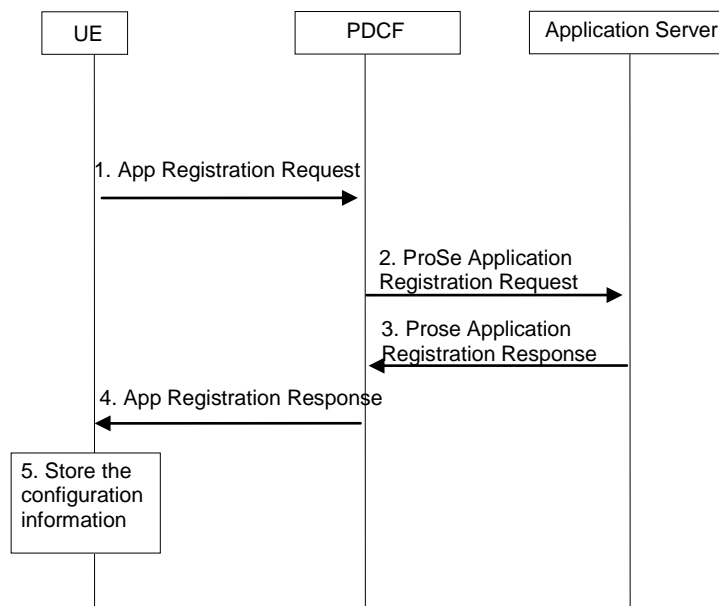 UE
PDCF
Application Server
1. App Registration Request
2. ProSe Application
Registration Request
3. Prose Application
Registration Response
4. App Registration Response
5. Store the
configuration
information